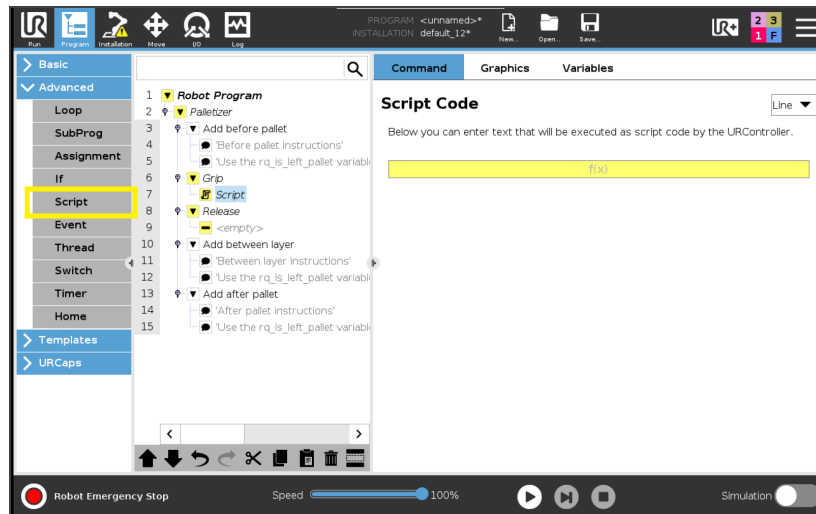 UR
PROGRAM <unnamed>*
INSTALLATION default_12*
Run Program Installation Move I/O Log New... Open... Save...
R+
2 3
1 F
Basic
Advanced
Loop
SubProg
Assignment
If
Script
Event
Thread
Switch
Timer
Home
Templates
URCaps
1 Robot Program
2 Palletizer
3 Add before pallet
4 'Before pallet instructions'
5 'Use the rq_is_left_pallet variabl
6 Grip
7 Script
8 Release
9 <empty>
10 Add between layer
11 'Between layer instructions'
12 'Use the rq_is_left_pallet variabl
13 Add after pallet
14 'After pallet instructions'
15 'Use the rq_is_left_pallet variabl
Command Graphics Variables
Script Code
Line
Below you can enter text that will be executed as script code by the URController.
f(x)
Robot Emergency Stop
Speed
100%
Simulation